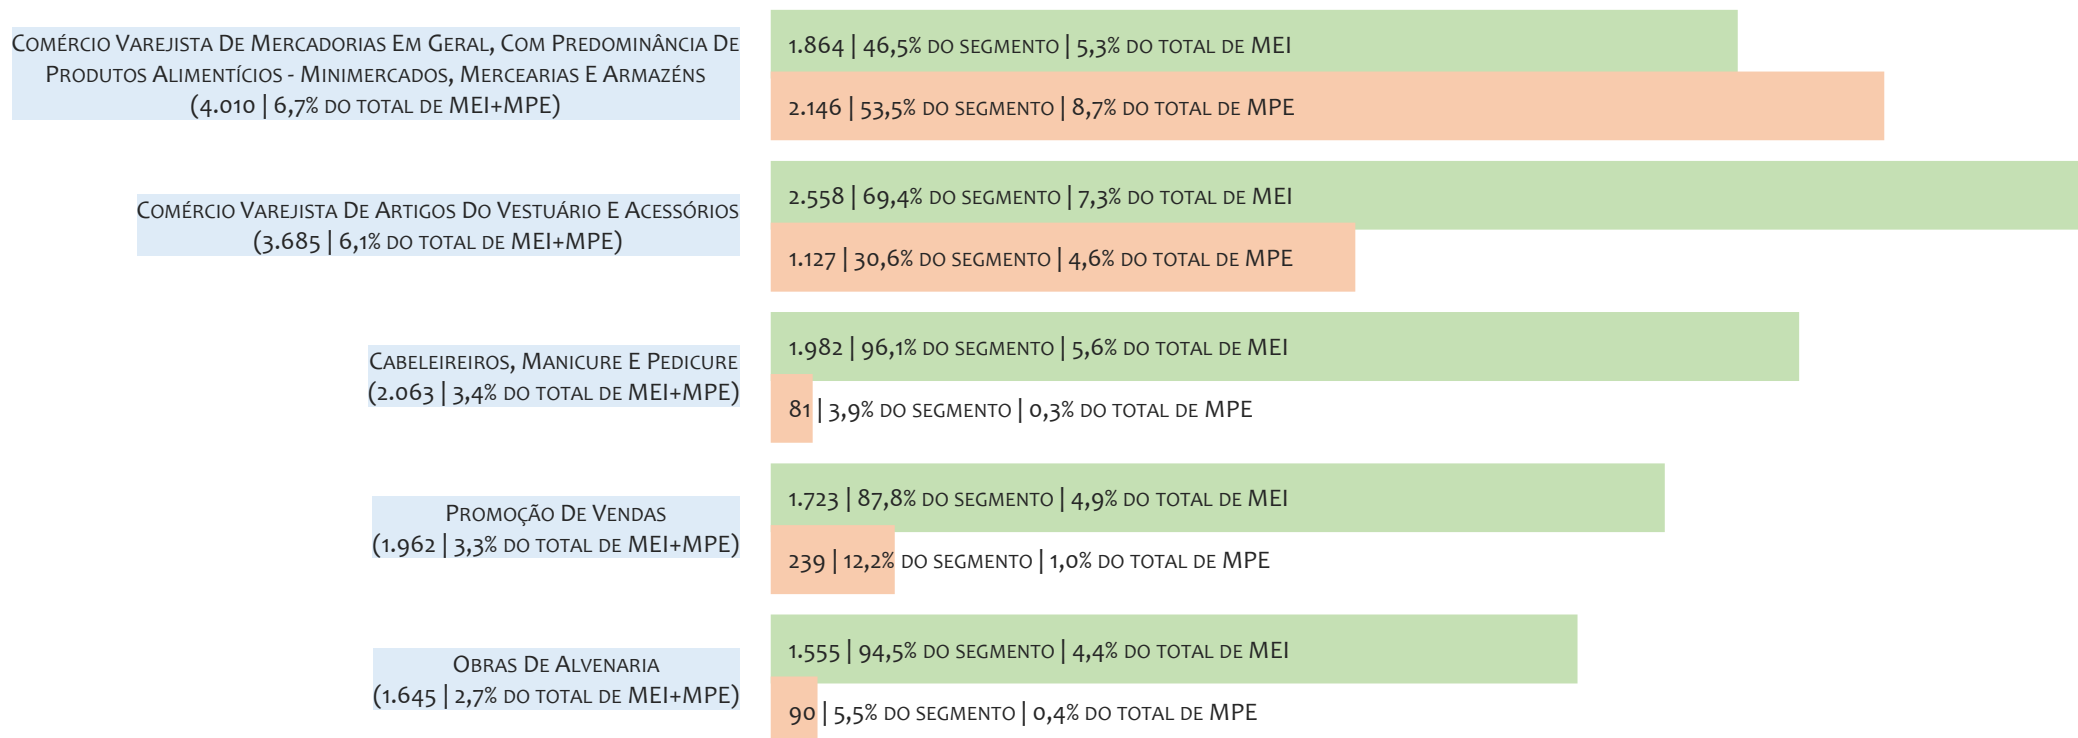 Comércio Varejista De Mercadorias Em Geral, Com Predominância De
Produtos Alimentícios - Minimercados, Mercearias E Armazéns
(4.010 | 6,7% do total de MEI+MPE)
1.864 | 46,5% do segmento | 5,3% do total de MEI
2.146 | 53,5% do segmento | 8,7% do total de MPE
Comércio Varejista De Artigos Do Vestuário E Acessórios
(3.685 | 6,1% do total de MEI+MPE)
2.558 | 69,4% do segmento | 7,3% do total de MEI
1.127 | 30,6% do segmento | 4,6% do total de MPE
Cabeleireiros, Manicure E Pedicure
(2.063 | 3,4% do total de MEI+MPE)
1.982 | 96,1% do segmento | 5,6% do total de MEI
81 | 3,9% do segmento | 0,3% do total de MPE
Promoção De Vendas
(1.962 | 3,3% do total de MEI+MPE)
1.723 | 87,8% do segmento | 4,9% do total de MEI
239 | 12,2% do segmento | 1,0% do total de MPE
Obras De Alvenaria
(1.645 | 2,7% do total de MEI+MPE)
1.555 | 94,5% do segmento | 4,4% do total de MEI
90 | 5,5% do segmento | 0,4% do total de MPE